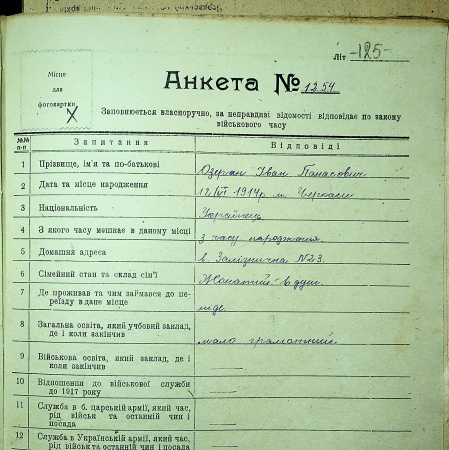 Літ -125-
Місце
для
фотокартки
Анкета № 1254
Заповнюється власноручно, за неправдиві відомості відповідає по закону
військового часу
№№ п-п Запитання Відповіді
1 Прізвище, ім'я та по-батькові Іван Панасович
2 Дата та місце народження 12/VI 1914р м. Черкаси
3 Національність Українець
4 З якого часу мешкає в даному місці з часу народження.
5 Домашня адреса в. Залізнична №23.
6 Сімейний стан та склад сім'ї Жонатий
7 Де проживав та чим займався до пе-
реїзду в дане місце ніде.
8 Загальна освіта, який учбовий заклад,
де і коли закінчив мало грамотний.
9 Військова освіта, який заклад, де і
коли закінчив
10 Відношення до військової служби
до 1917 року
11 Служба в б. царській армії, який час,
рід військ та останній чин і
посада
12 Служба в Українській армії, який час,
рід військ та останній чин і посада